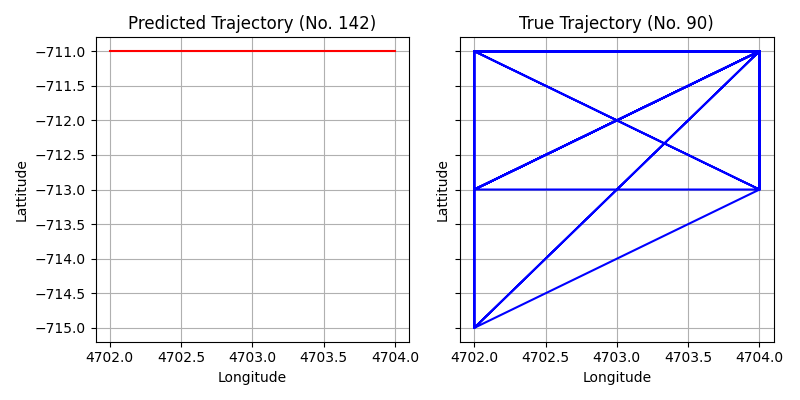 Predicted Trajectory (No. 142)
−711.0
−711.5
−712.0
−712.5
−713.0
−713.5
−714.0
−714.5
−715.0
Lattitude
4702.0 4702.5 4703.0 4703.5 4704.0
Longitude
True Trajectory (No. 90)
Lattitude
4702.0 4702.5 4703.0 4703.5 4704.0
Longitude